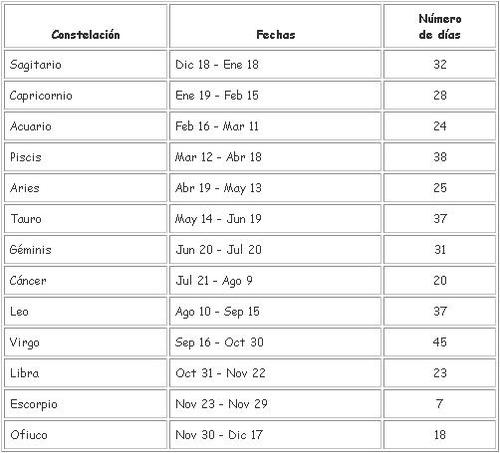 Constelación Fechas Número
de días
Sagitario Dic 18 - Ene 18 32
Capricornio Ene 19 - Feb 15 28
Acuario Feb 16 - Mar 11 24
Piscis Mar 12 - Abr 18 38
Aries Abr 19 - May 13 25
Tauro May 14 - Jun 19 37
Géminis Jun 20 - Jul 20 31
Cáncer Jul 21 - Ago 9 20
Leo Ago 10 - Sep 15 37
Virgo Sep 16 - Oct 30 45
Libra Oct 31 - Nov 22 23
Escorpio Nov 23 - Nov 29 7
Ofiuco Nov 30 - Dic 17 18